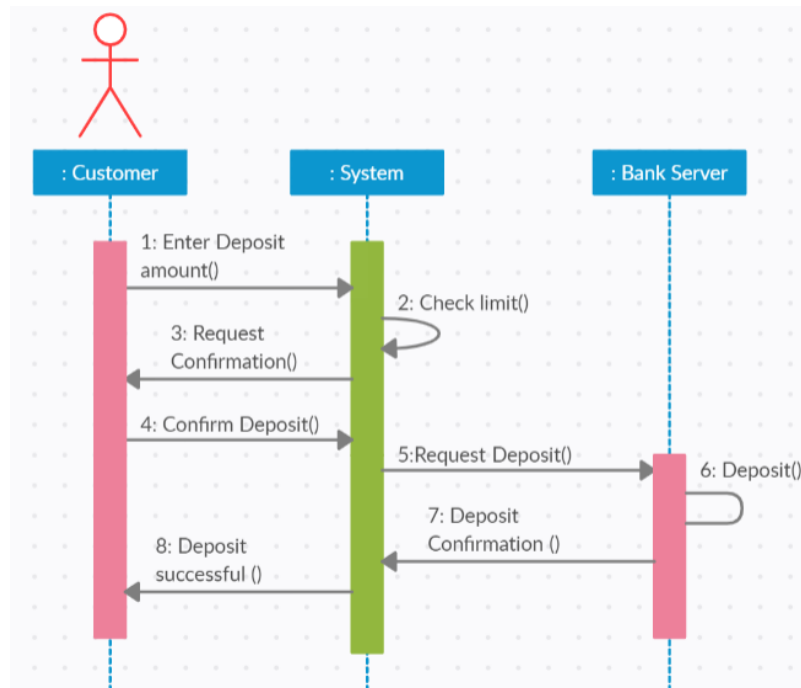 : Customer
: System
: Bank Server
1: Enter Deposit
amount()
2: Check limit()
3: Request
Confirmation()
4: Confirm Deposit()
5:Request Deposit()
6: Deposit()
7: Deposit
Confirmation ()
8: Deposit
successful ()